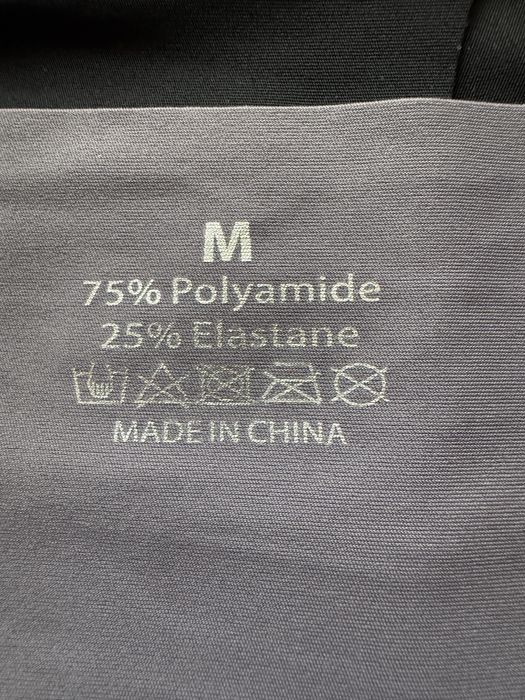 M
75% Polyamide
25% Elastane
MADE IN CHINA